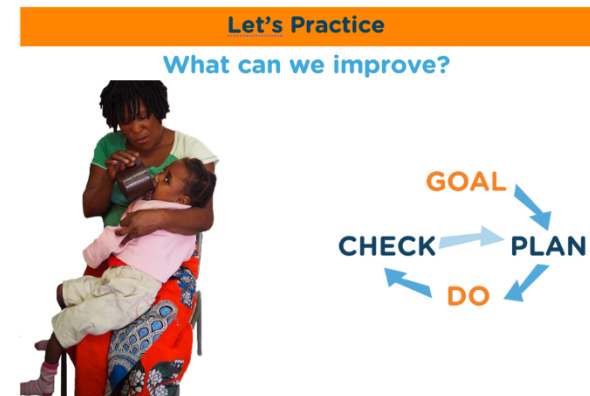 Let's Practice
What can we improve?
GOAL
CHECK PLAN
DO